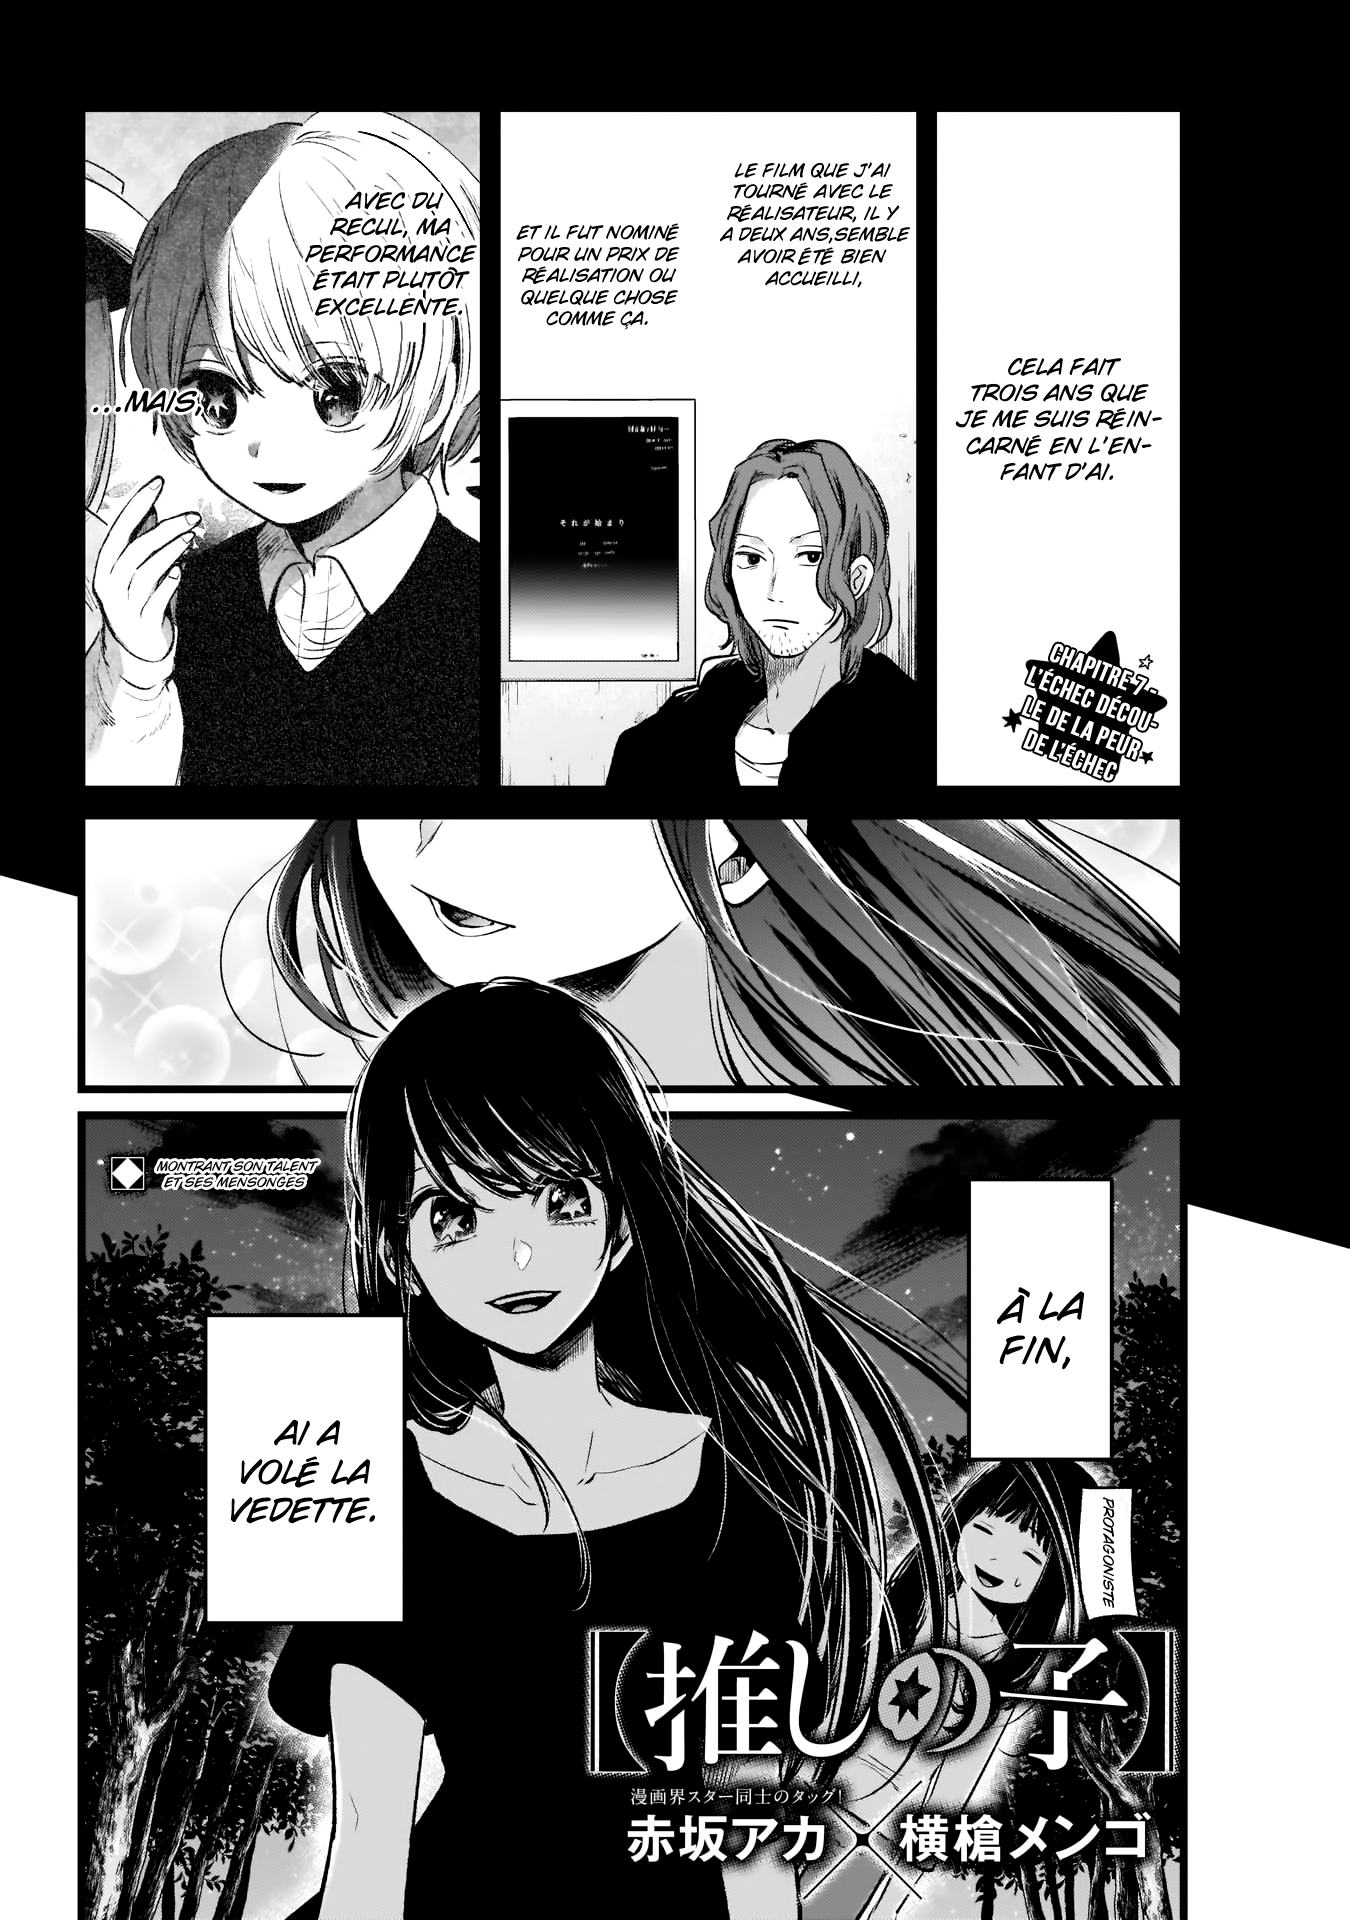 CELA FAIT
TROIS ANS QUE
JE ME SUIS RÉIN-
CARNÉ EN L'EN-
FANT D'AI.
CHAPITRE 7 -
L'ÉCHEC DÉCOU-
LE DE LA PEUR
DE L'ÉCHEC
LE FILM QUE J'AI
TOURNÉ AVEC LE
RÉALISATEUR, IL Y
A DEUX ANS,SEMBLE
AVOIR ÉTÉ BIEN
ACCUEILLI,
ET IL FUT NOMINÉ
POUR UN PRIX DE
RÉALISATION OU
QUELQUE CHOSE
COMME ÇA.
それが始まり
AVEC DU
RECUL, MA
PERFORMANCE
ÉTAIT PLUTÔT
EXCELLENTE.
...MAIS,
MONTRANT SON TALENT
ET SES MENSONGES
À LA
FIN,
PROTAGONISTE
AI A
VOLÉ LA
VEDETTE.
【推しの子】
漫画界スター同士のタッグ!
赤坂アカ×横槍メンゴ